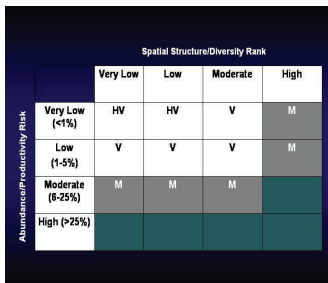 Spatial Structure/Diversity Rank
Very Low Low Moderate High
Abundance/Productivity Risk
Very Low
(<1%)
HV HV V M
Low
(1-5%)
V V V M
Moderate
(6-25%)
M M M
High (>25%)